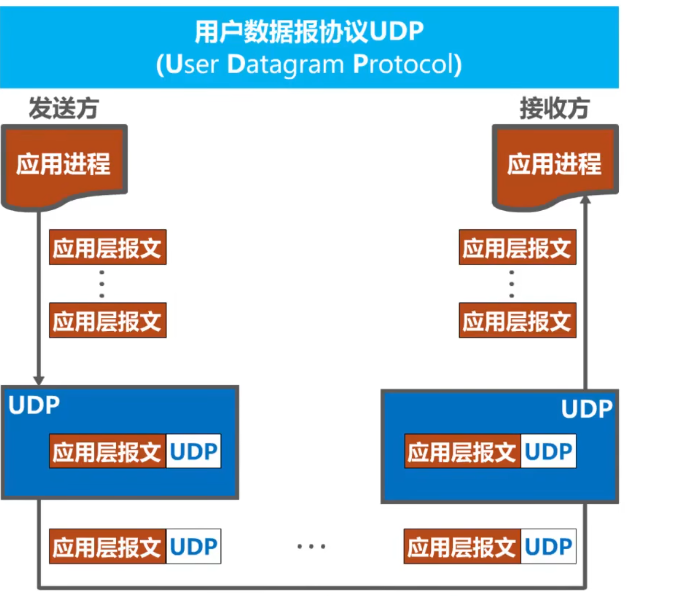 用户数据报协议UDP
(User Datagram Protocol)
发送方
接收方
应用进程
应用进程
应用层报文
应用层报文
应用层报文
应用层报文
UDP
UDP
应用层报文 UDP
应用层报文 UDP
应用层报文 UDP
...
应用层报文 UDP